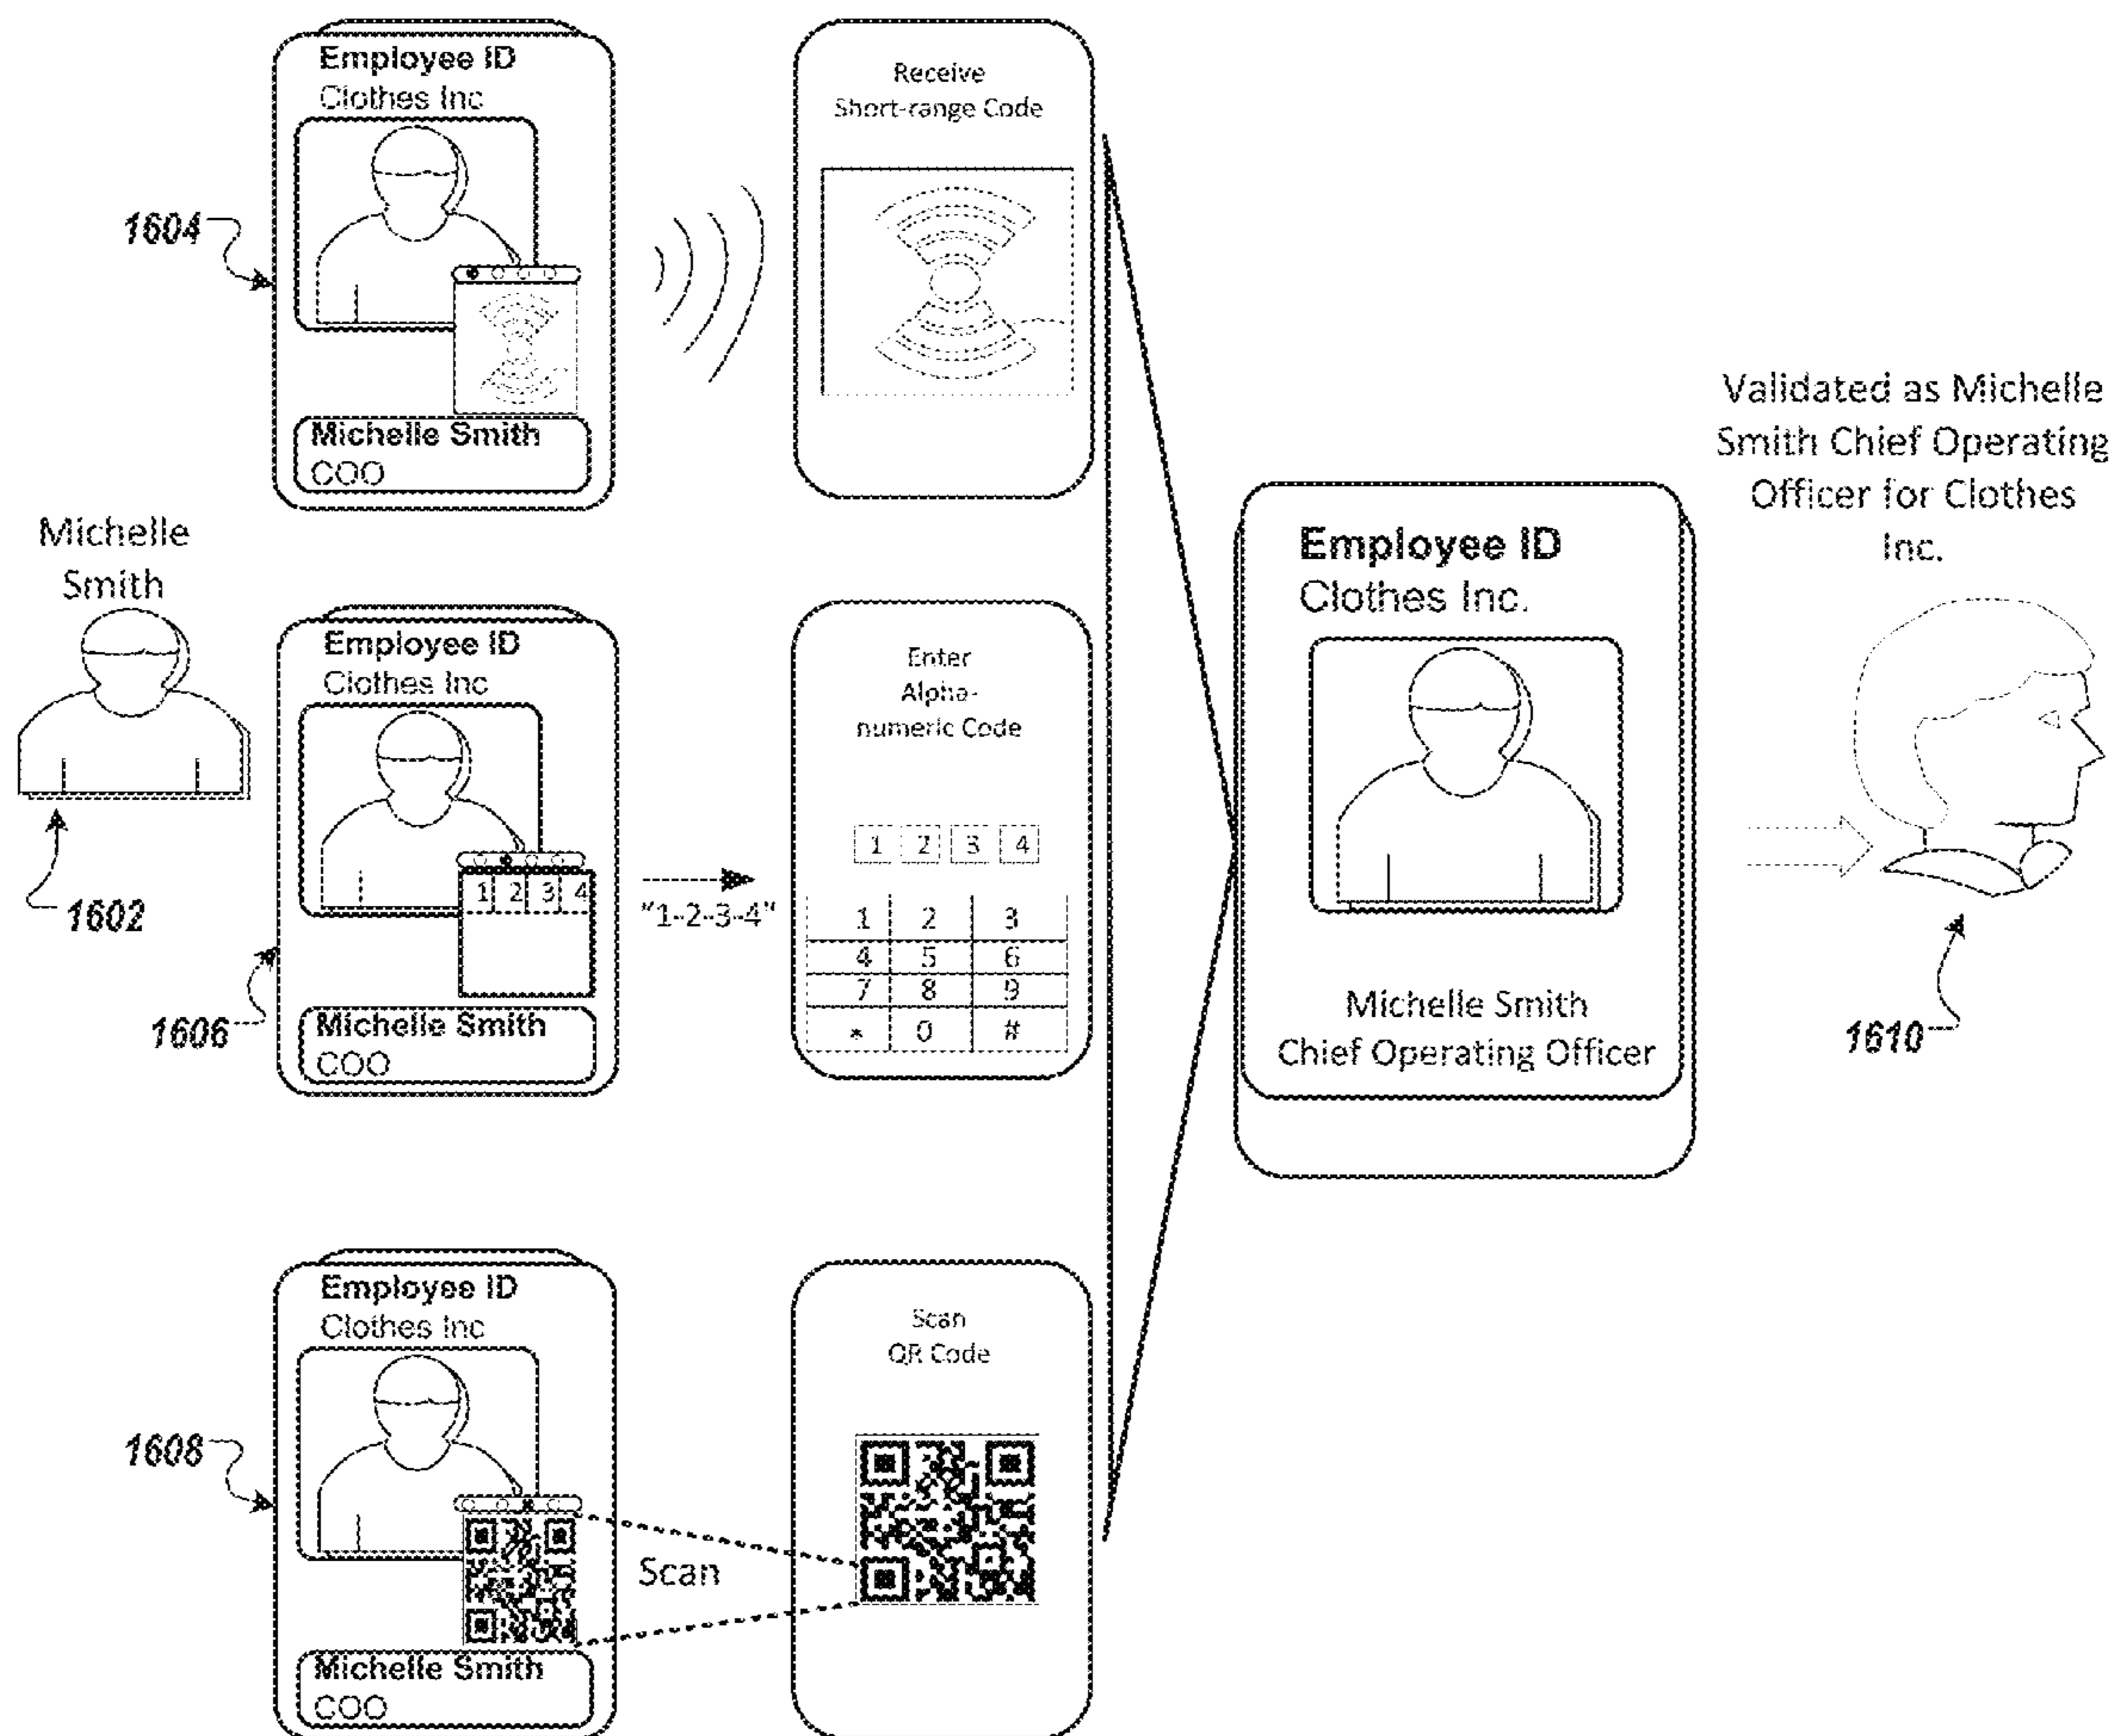 Employee ID
Clothes Inc
1604
Michelle Smith
COO
Receive
Short-range Code
Michelle
Smith
1602
Employee ID
Clothes Inc
1 2 3 4
1606
Michelle Smith
COO
"1-2-3-4"
Enter
Alpha-
numeric Code
1 2 3 4
1 2 3
4 5 6
7 8 9
* 0 #
Employee ID
Clothes Inc
1608
Michelle Smith
COO
Scan
Scan
QR Code
Employee ID
Clothes Inc.
Michelle Smith
Chief Operating Officer
Validated as Michelle
Smith Chief Operating
Officer for Clothes
Inc.
1610